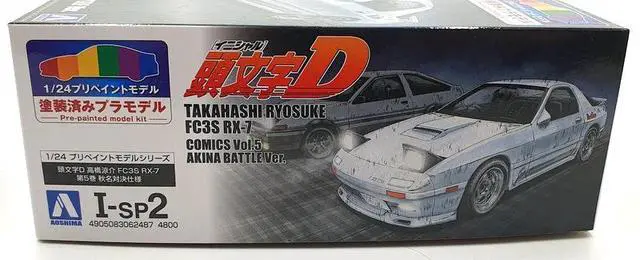 1/24プリペイントモデル
塗装済みプラモデル
Pre-painted model kit
1/24 プリペイントモデルシリーズ
頭文字D 高橋涼介 FC3S RX-7
第5巻 秋名対決仕様
AOSHIMA
I-SP2
4905083062487 4800
[イニシャル]
頭文字D
TAKAHASHI RYOSUKE
FC3S RX-7
COMICS Vol.5
AKINA BATTLE Ver.